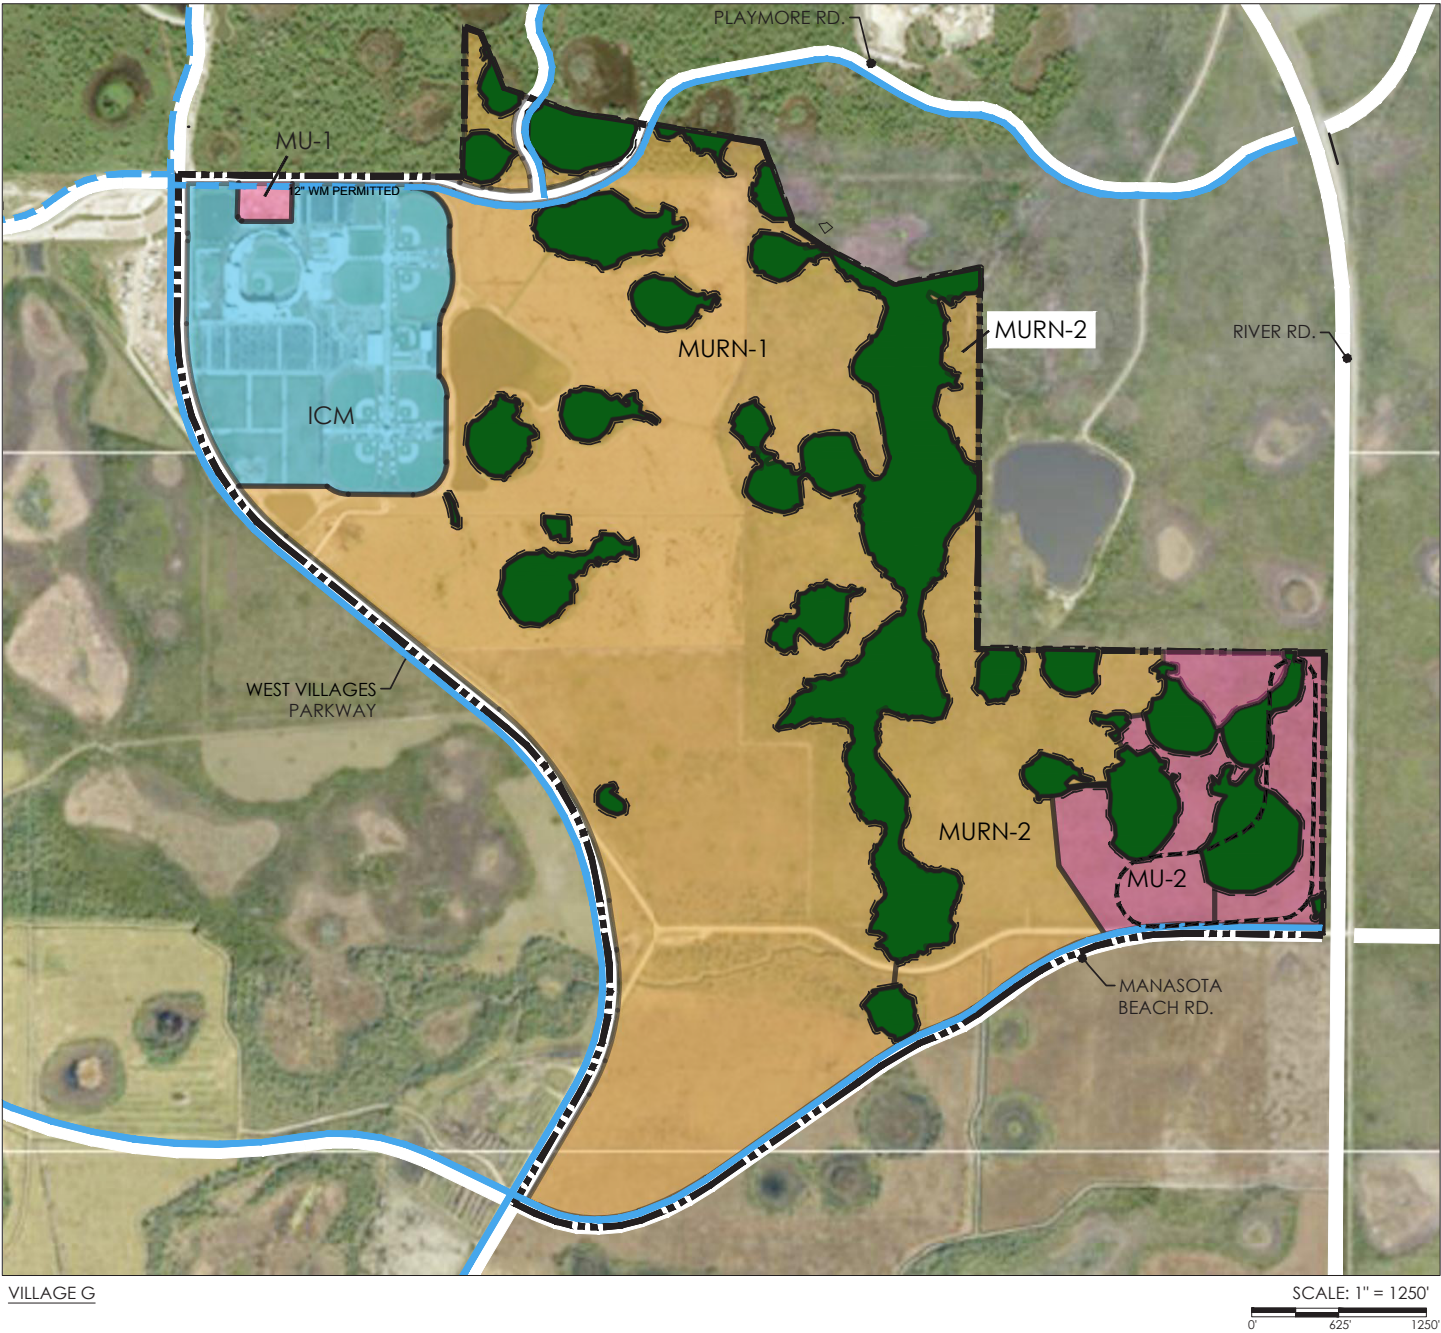 PLAYMORE RD.
MU-1
12" WM PERMITTED
MURN-1
MURN-2
RIVER RD.
ICM
WEST VILLAGES
PARKWAY
MURN-2
MU-2
MANASOTA
BEACH RD.
VILLAGE G
SCALE: 1" = 1250'
0' 625' 1250'